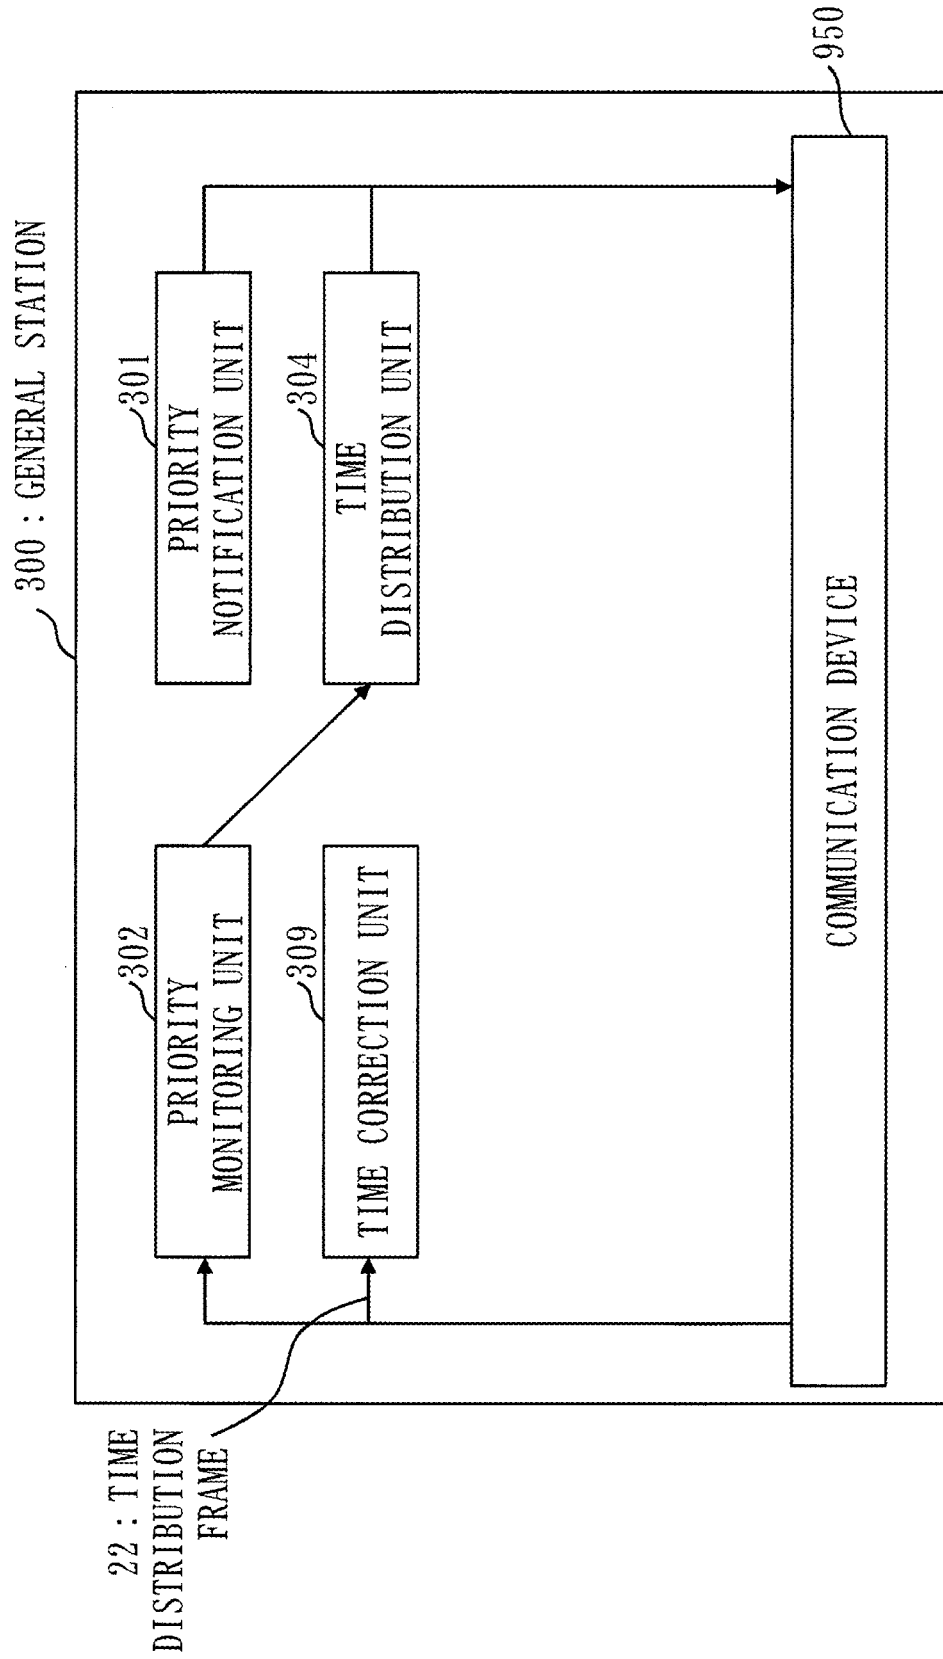 300 : GENERAL STATION
302
PRIORITY
MONITORING UNIT
301
PRIORITY
NOTIFICATION UNIT
22 : TIME
DISTRIBUTION
FRAME
309
TIME CORRECTION UNIT
304
TIME
DISTRIBUTION UNIT
COMMUNICATION DEVICE
950